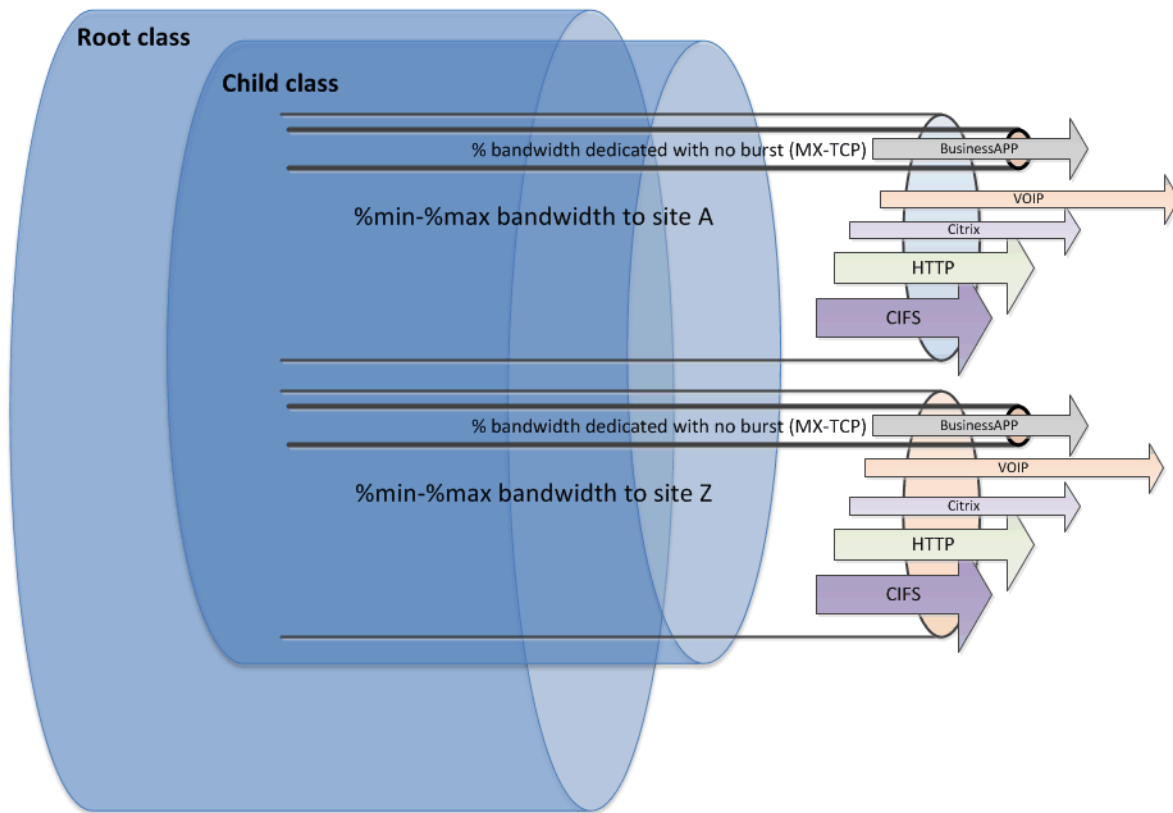 Root class
Child class
% bandwidth dedicated with no burst (MX-TCP)
BusinessAPP
VOIP
%min-%max bandwidth to site A
Citrix
HTTP
CIFS
% bandwidth dedicated with no burst (MX-TCP)
BusinessAPP
VOIP
%min-%max bandwidth to site Z
Citrix
HTTP
CIFS